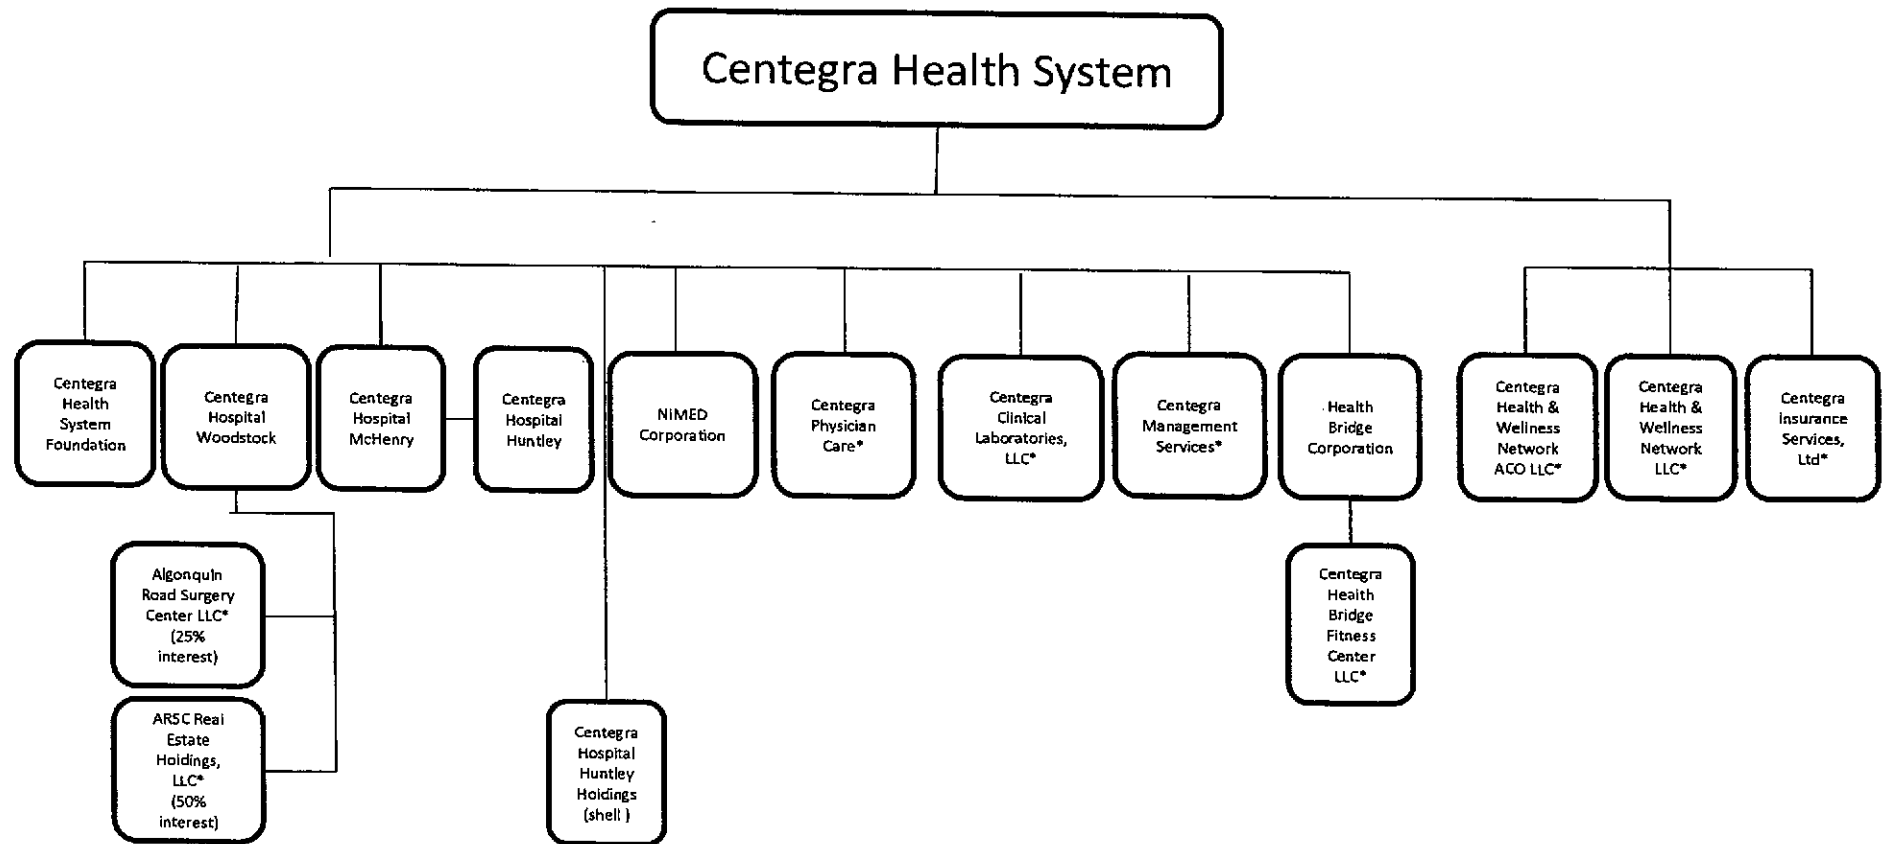 Centegra Health System
Centegra
Health
System
Foundation
Centegra
Hospital
Woodstock
Centegra
Hospital
McHenry
Centegra
Hospital
Huntley
NiMED
Corporation
Centegra
Physician
Care*
Centegra
Clinical
Laboratories,
LLC*
Centegra
Management
Services*
Health
Bridge
Corporation
Centegra
Health &
Wellness
Network
ACO LLC*
Centegra
Health &
Wellness
Network
LLC*
Centegra
Insurance
Services,
Ltd*
Algonquin
Road Surgery
Center LLC*
(25%
interest)
ARSC Real
Estate
Holdings,
LLC*
(50%
interest)
Centegra
Hospital
Huntley
Holdings
(shell )
Centegra
Health
Bridge
Fitness
Center
LLC*